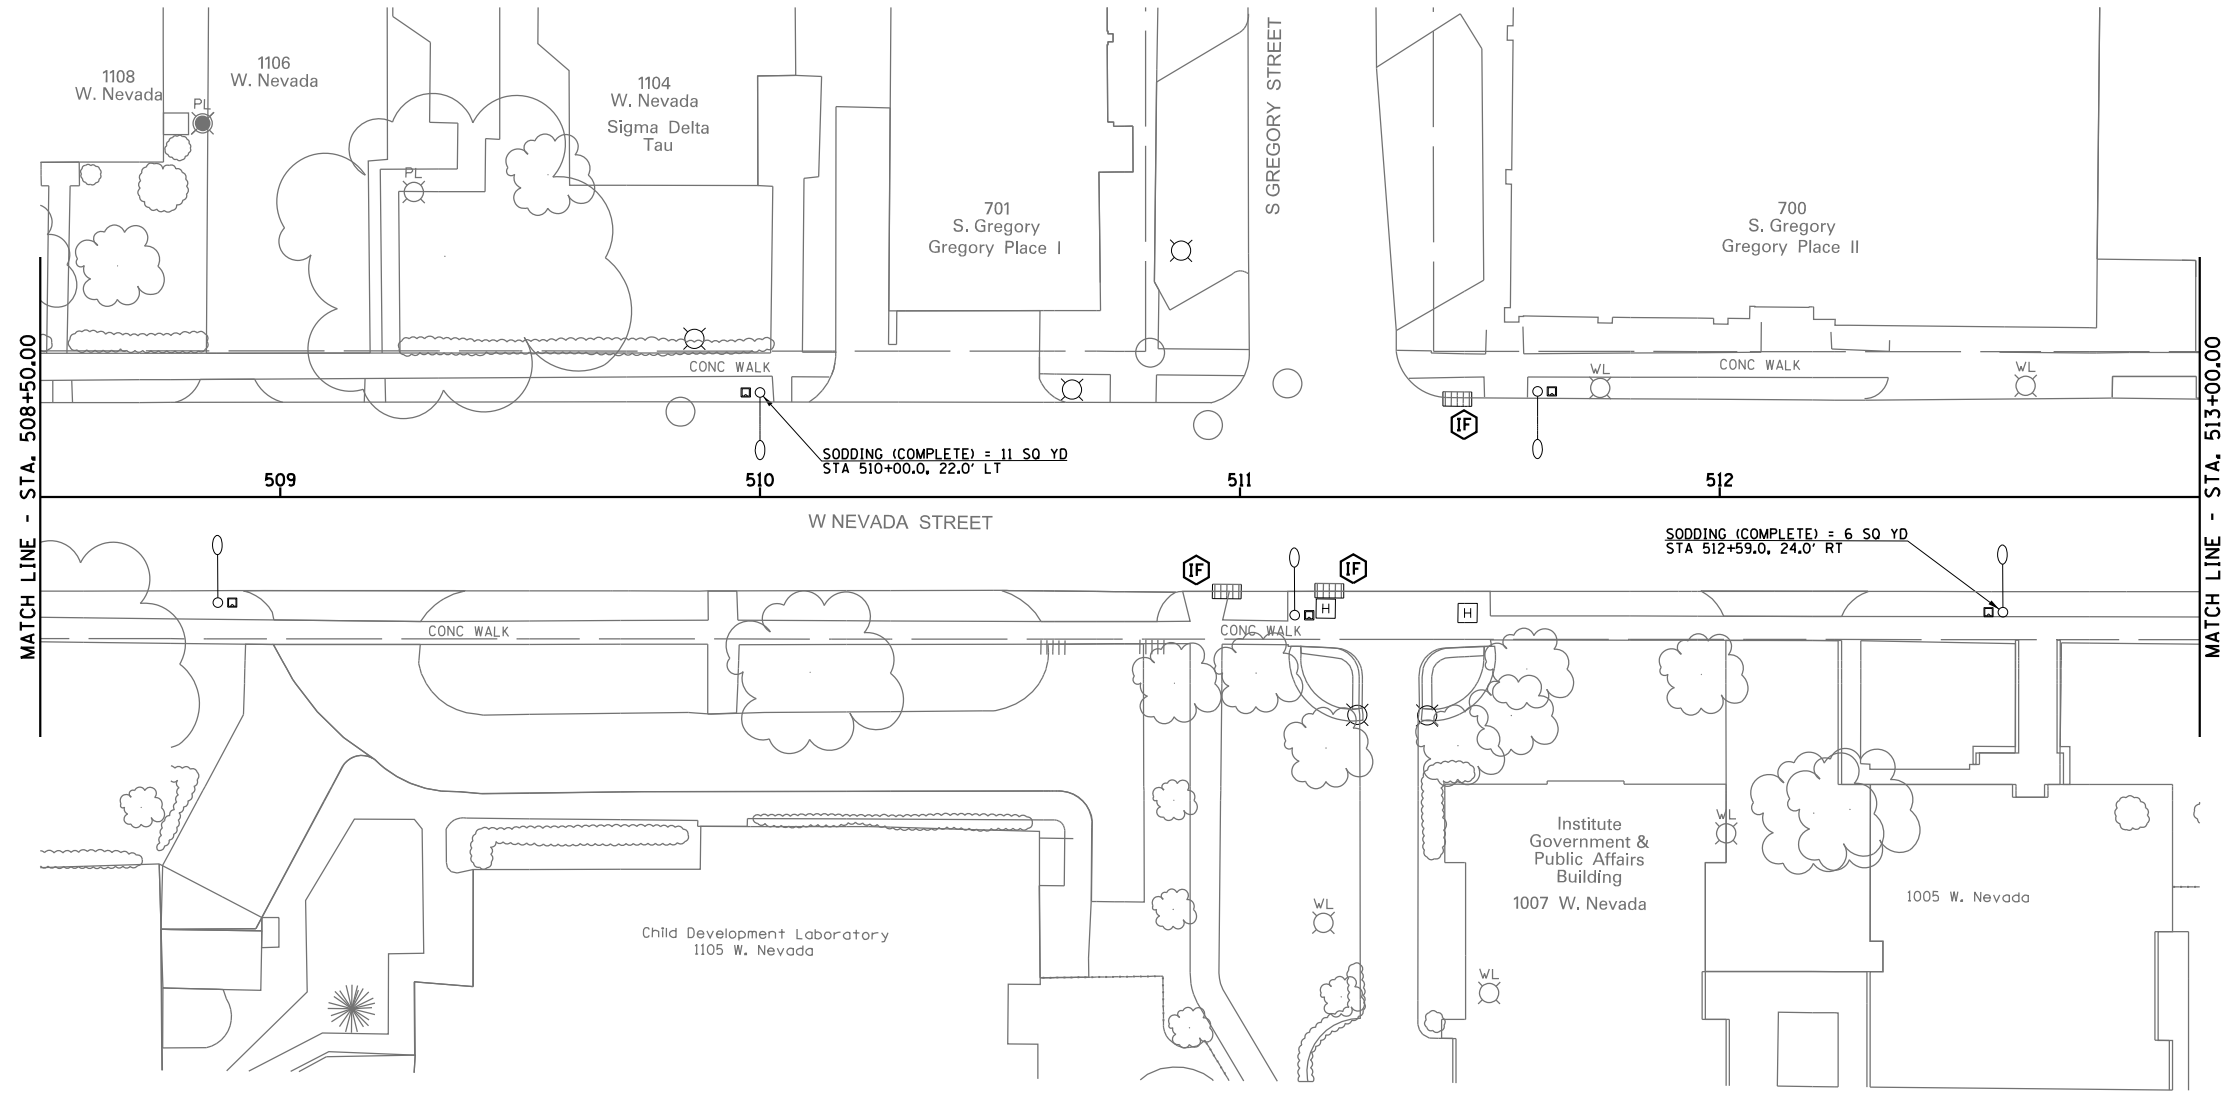 1108
W. Nevada
PL
1106
W. Nevada
1104
W. Nevada
Sigma Delta
Tau
PL
701
S. Gregory
Gregory Place I
S GREGORY STREET
700
S. Gregory
Gregory Place II
MATCH LINE - STA. 508+50.00
MATCH LINE - STA. 513+00.00
CONC WALK
WL
CONC WALK
WL
IF
SODDING (COMPLETE) = 11 SQ YD
STA 510+00.0, 22.0' LT
509
510
511
512
W NEVADA STREET
SODDING (COMPLETE) = 6 SQ YD
STA 512+59.0, 24.0' RT
IF
IF
H
H
CONC WALK
CONC WALK
WL
Institute
Government &
Public Affairs
Building
1007 W. Nevada
1005 W. Nevada
WL
Child Development Laboratory
1105 W. Nevada
WL